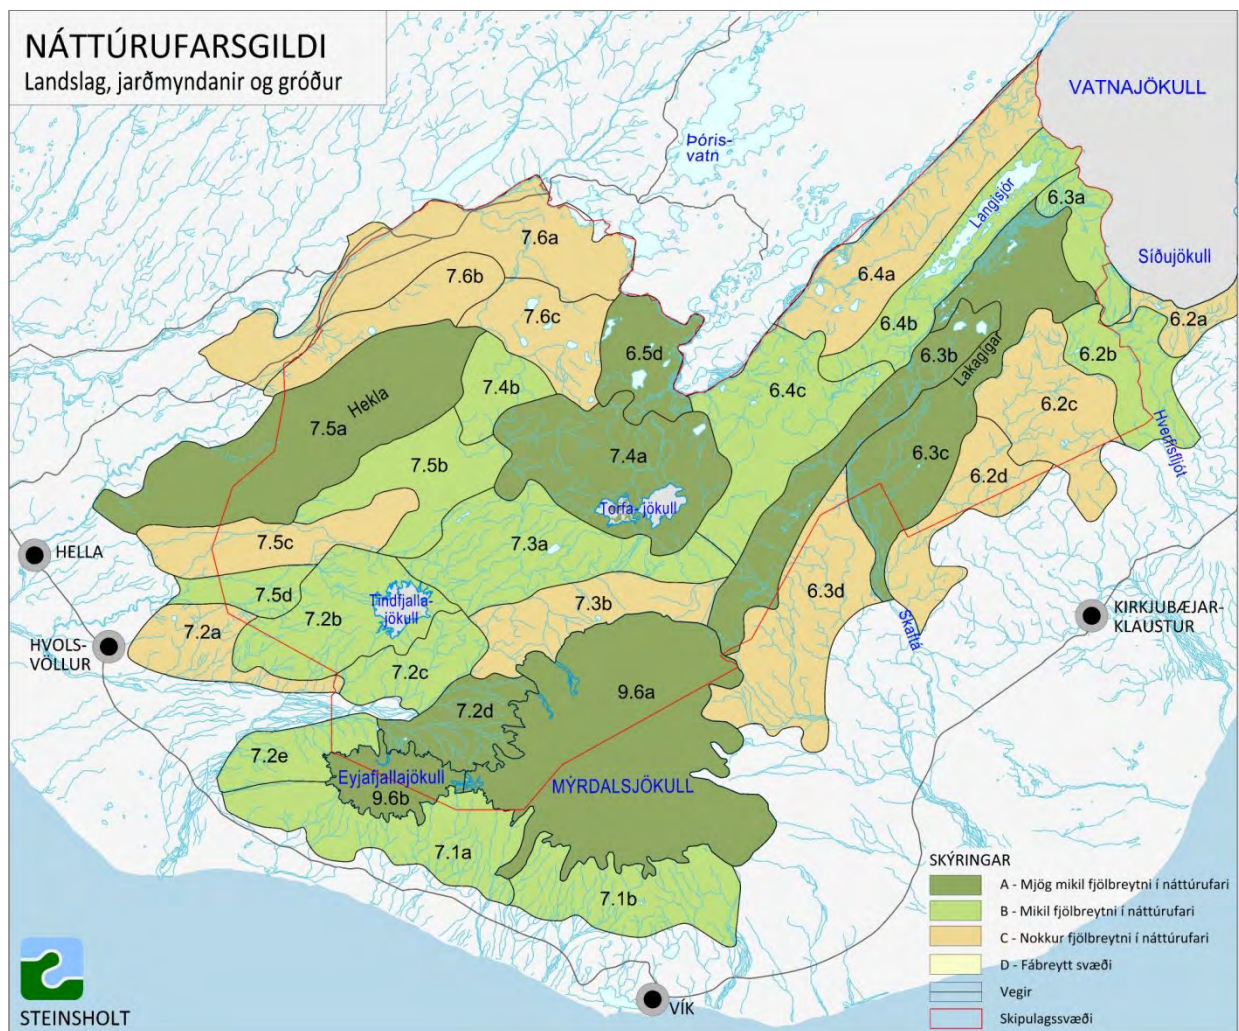 NÁTTÚRUFARSGILDI
Landslag, jarðmyndanir og gróður
VATNAJÖKULL
Þóris-
vatn
Langisjór
6.3a
7.6a
Síðujökull
6.4a
7.6b
7.6c
6.2a
6.4b
6.5d
6.3b
6.2b
Lakagígar
7.4b
6.4c
Hekla
6.2c
7.5a
Hverfisfljót
7.4a
6.3c
7.5b
6.2d
Torfa-jökull
7.5c
7.3a
HELLA
6.3d
7.5d
Tindfjalla-
jökull
7.3b
7.2b
KIRKJUBÆJAR-
KLAUSTUR
7.2a
Skaftá
HVOLS-
VÖLLUR
7.2c
9.6a
7.2d
7.2e
Eyjafjallajökull
MÝRDALSJÖKULL
9.6b
7.1a
7.1b
SKÝRINGAR
A - Mjög mikil fjölbreytni í náttúrufari
B - Mikil fjölbreytni í náttúrufari
C - Nokkur fjölbreytni í náttúrufari
D - Fábreytt svæði
Vegir
Skipulagssvæði
VÍK
STEINSHOLT